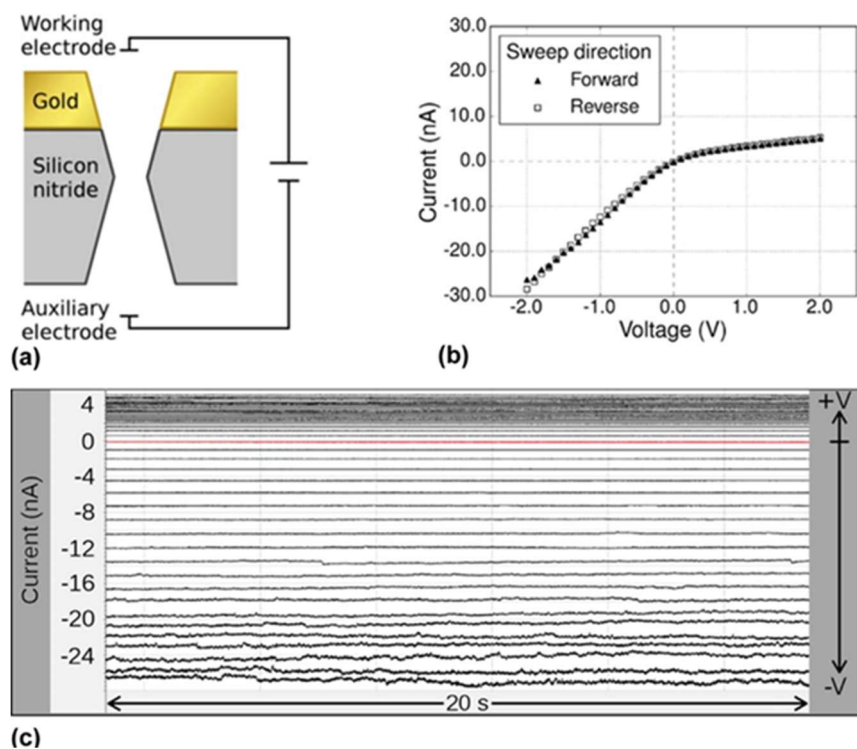 Working
electrode
Gold
Silicon
nitride
Auxiliary
electrode
(a)
30.0
20.0
10.0
0.0
-10.0
-20.0
-30.0
Current (nA)
Sweep direction
Forward
Reverse
-2.0
-1.0
0.0
1.0
2.0
Voltage (V)
(b)
Current (nA)
4
0
-4
-8
-12
-16
-20
-24
+V
-V
20 s
(c)